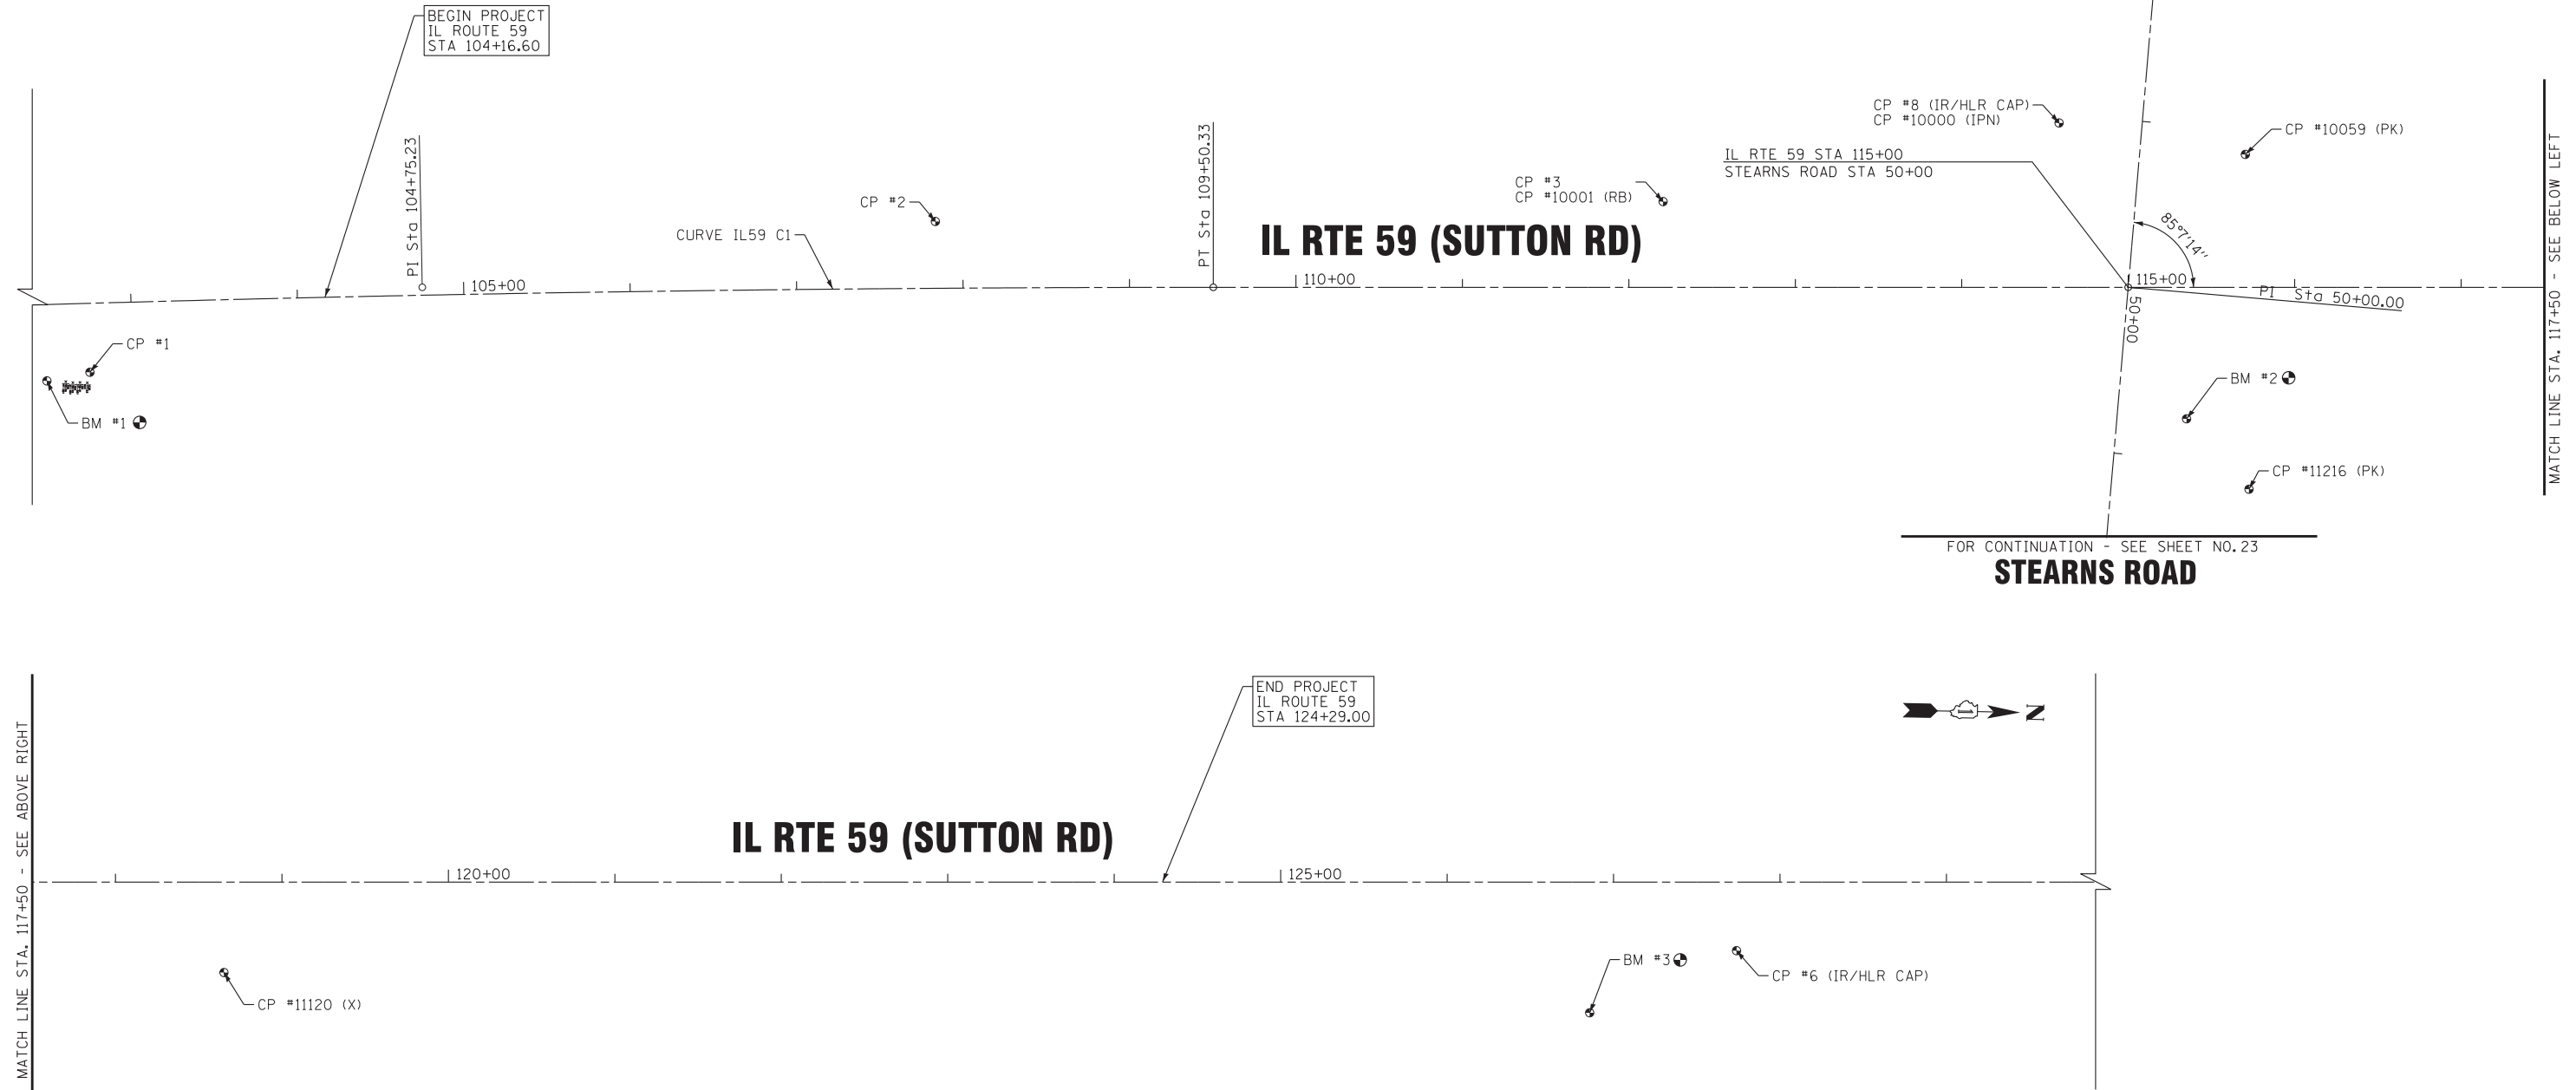 BEGIN PROJECT
IL ROUTE 59
STA 104+16.60
PI Sta 104+75.23
PT Sta 109+50.33
CP #8 (IR/HLR CAP)
CP #10000 (IPN)
CP #10059 (PK)
IL RTE 59 STA 115+00
STEARNS ROAD STA 50+00
CP #2
CP #3
CP #10001 (RB)
CURVE IL59 C1
IL RTE 59 (SUTTON RD)
85°7'14"
105+00
110+00
115+00
PI Sta 50+00.00
50+00
CP #1
BM #1
BM #2
CP #11216 (PK)
MATCH LINE STA. 117+50 - SEE BELOW LEFT
FOR CONTINUATION - SEE SHEET NO. 23
STEARNS ROAD
MATCH LINE STA. 117+50 - SEE ABOVE RIGHT
END PROJECT
IL ROUTE 59
STA 124+29.00
N
IL RTE 59 (SUTTON RD)
120+00
125+00
BM #3
CP #6 (IR/HLR CAP)
CP #11120 (X)